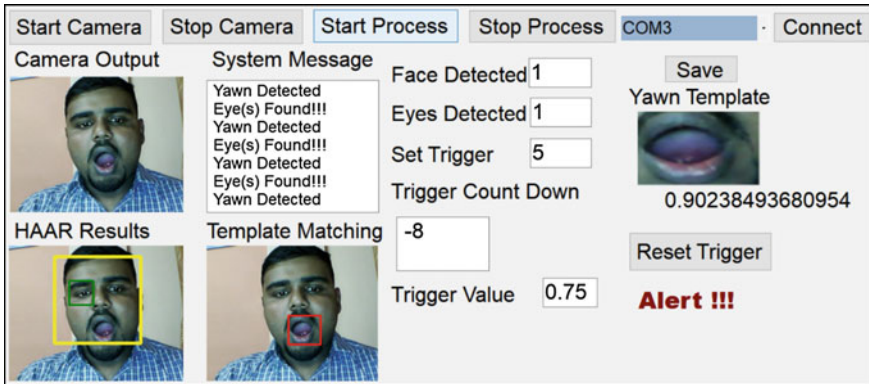 Start Camera Stop Camera Start Process Stop Process COM3 Connect
Camera Output
System Message
Yawn Detected
Eye(s) Found!!!
Yawn Detected
Eye(s) Found!!!
Yawn Detected
Eye(s) Found!!!
Yawn Detected
HAAR Results
Template Matching
Face Detected 1
Eyes Detected 1
Set Trigger 5
Trigger Count Down
-8
Trigger Value 0.75
Save
Yawn Template
0.90238493680954
Reset Trigger
Alert !!!